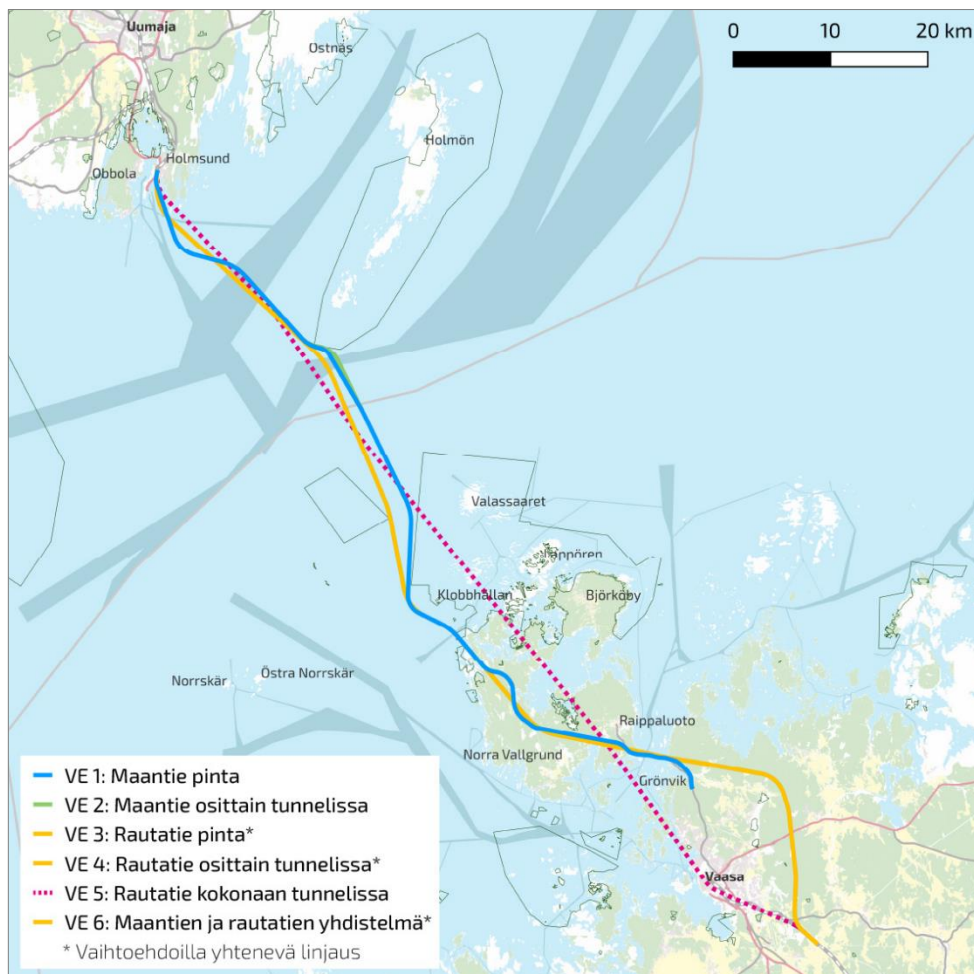 Uumaja
Ostnäs
0 10 20 km
Holmön
Holmsund
Obbola
Valassaaret
Klobbhällan
Björköby
Norrskär
Östra Norrskär
Raippaluoto
Norra Vallgrund
Grönvik
Vaasa
VE 1: Maantie pinta
VE 2: Maantie osittain tunnelissa
VE 3: Rautatie pinta*
VE 4: Rautatie osittain tunnelissa*
VE 5: Rautatie kokonaan tunnelissa
VE 6: Maantien ja rautatien yhdistelmä*
* Vaihtoehdoilla yhtenevä linjaus